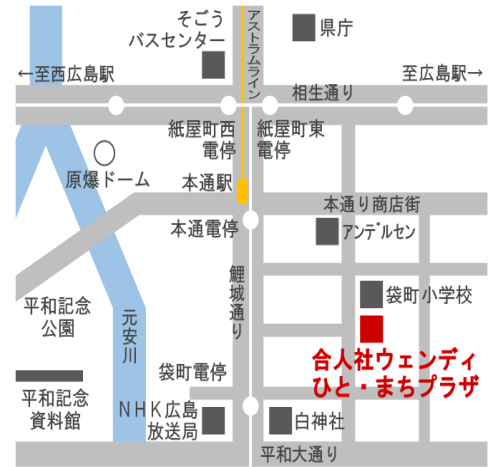 そごう
バスセンター
アストラムライン
県庁
←至西広島駅
至広島駅→
相生通り
紙屋町西
電停
紙屋町東
電停
原爆ドーム
本通駅
本通り商店街
本通電停
アンデルセン
鯉城通り
袋町小学校
平和記念
公園
元安川
合人社ウェンディ
ひと・まちプラザ
袋町電停
平和記念
資料館
NHK広島
放送局
白神社
平和大通り